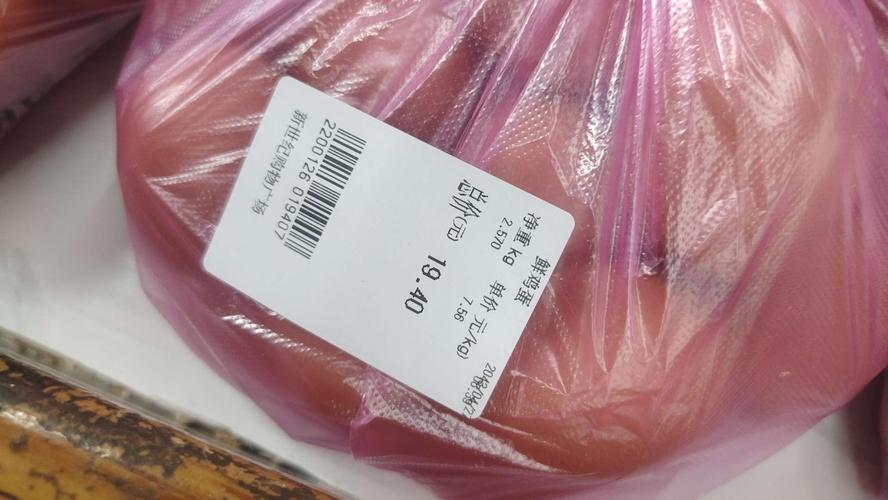 鲜鸡蛋
净重 kg 单价 元/kg)
2.570 7.56
总价(元) 19.40
2200126 019407
新世纪购物广场